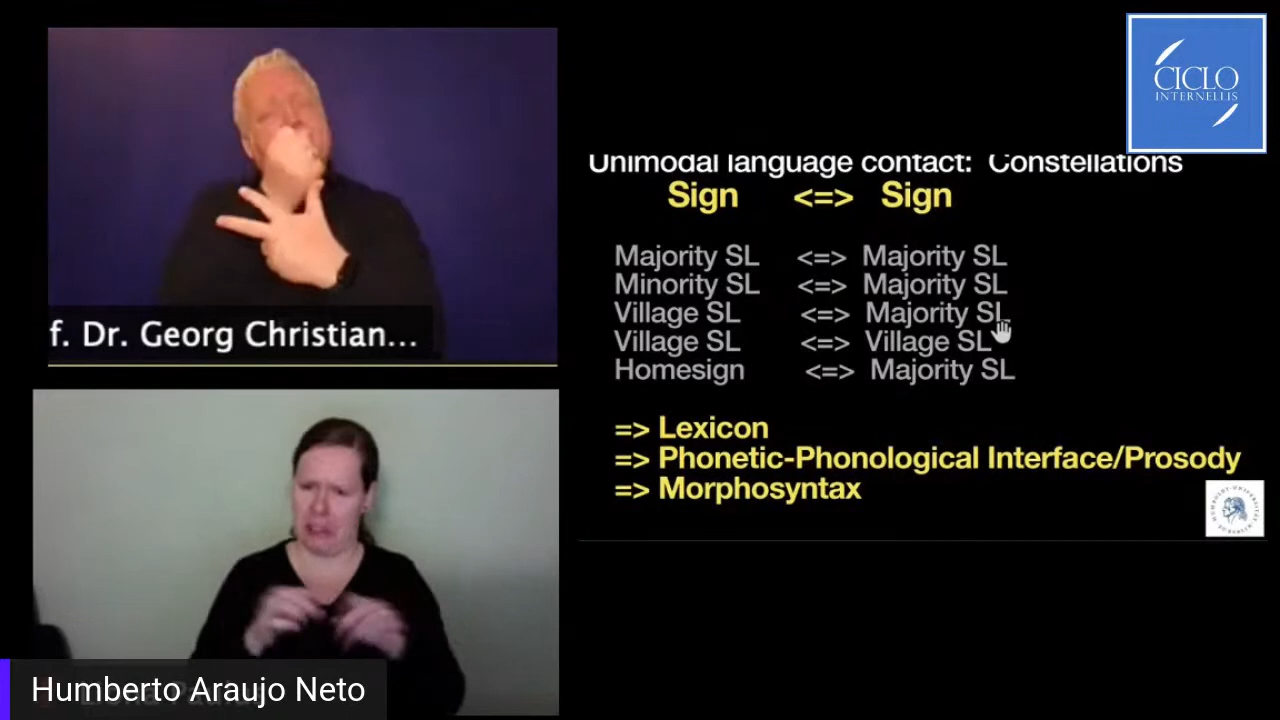 CICLO
INTERNELLIS
Unimodal language contact: Constellations
Sign <=> Sign
Majority SL <=> Majority SL
Minority SL <=> Majority SL
Village SL <=> Majority SL
Village SL <=> Village SL
Homesign <=> Majority SL
=> Lexicon
=> Phonetic-Phonological Interface/Prosody
=> Morphosyntax
f. Dr. Georg Christian...
Humberto Araujo Neto